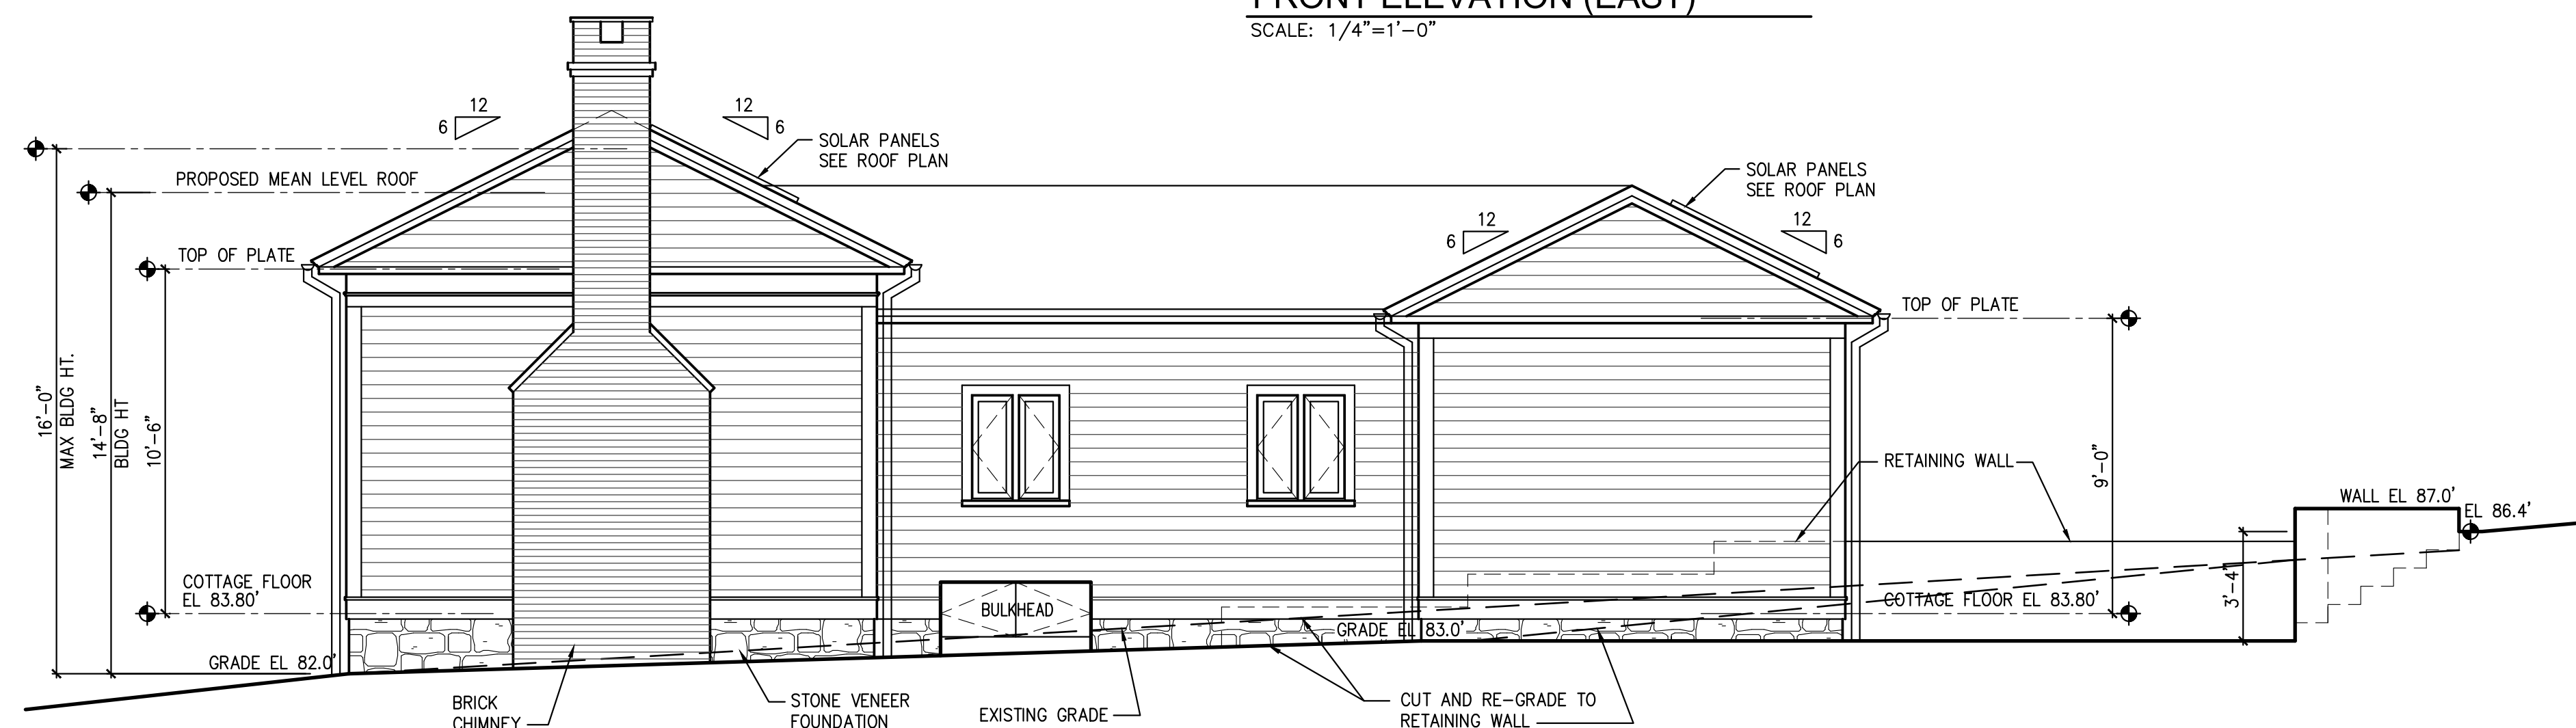 FRONT ELEVATION (EAST)
SCALE: 1/4"=1'-0"
12
6
12
6
SOLAR PANELS
SEE ROOF PLAN
PROPOSED MEAN LEVEL ROOF
SOLAR PANELS
SEE ROOF PLAN
12
6
12
6
TOP OF PLATE
TOP OF PLATE
16'-0"
MAX BLDG HT.
14'-8"
BLDG HT
10'-6"
9'-0"
RETAINING WALL
WALL EL 87.0'
EL 86.4'
3'-4"
COTTAGE FLOOR
EL 83.80'
BULKHEAD
COTTAGE FLOOR EL 83.80'
GRADE EL 83.0'
GRADE EL 82.0'
BRICK
CHIMNEY
STONE VENEER
FOUNDATION
EXISTING GRADE
CUT AND RE-GRADE TO
RETAINING WALL